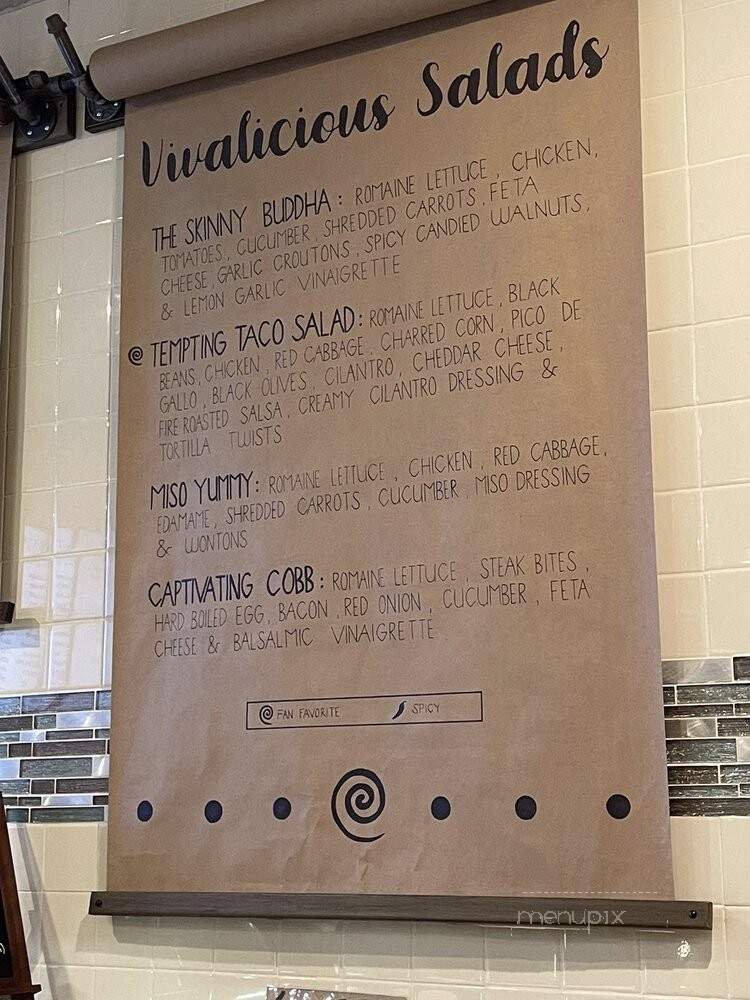 Vivalicious Salads
THE SKINNY BUDDHA: ROMAINE LETTUCE, CHICKEN,
TOMATOES, CUCUMBER, SHREDDED CARROTS, FETA
CHEESE, GARLIC CROUTONS, SPICY CANDIED WALNUTS,
& LEMON GARLIC VINAIGRETTE
TEMPTING TACO SALAD: ROMAINE LETTUCE, BLACK
BEANS, CHICKEN, RED CABBAGE, CHARRED CORN, PICO DE
GALLO, BLACK OLIVES, CILANTRO, CHEDDAR CHEESE,
FIRE ROASTED SALSA, CREAMY CILANTRO DRESSING &
TORTILLA TWISTS
MISO YUMMY: ROMAINE LETTUCE, CHICKEN, RED CABBAGE,
EDAMAME, SHREDDED CARROTS, CUCUMBER, MISO DRESSING
& WONTONS
CAPTIVATING COBB: ROMAINE LETTUCE, STEAK BITES,
HARD BOILED EGG, BACON, RED ONION, CUCUMBER, FETA
CHEESE & BALSALMIC VINAIGRETTE
FAN FAVORITE SPICY
menupix